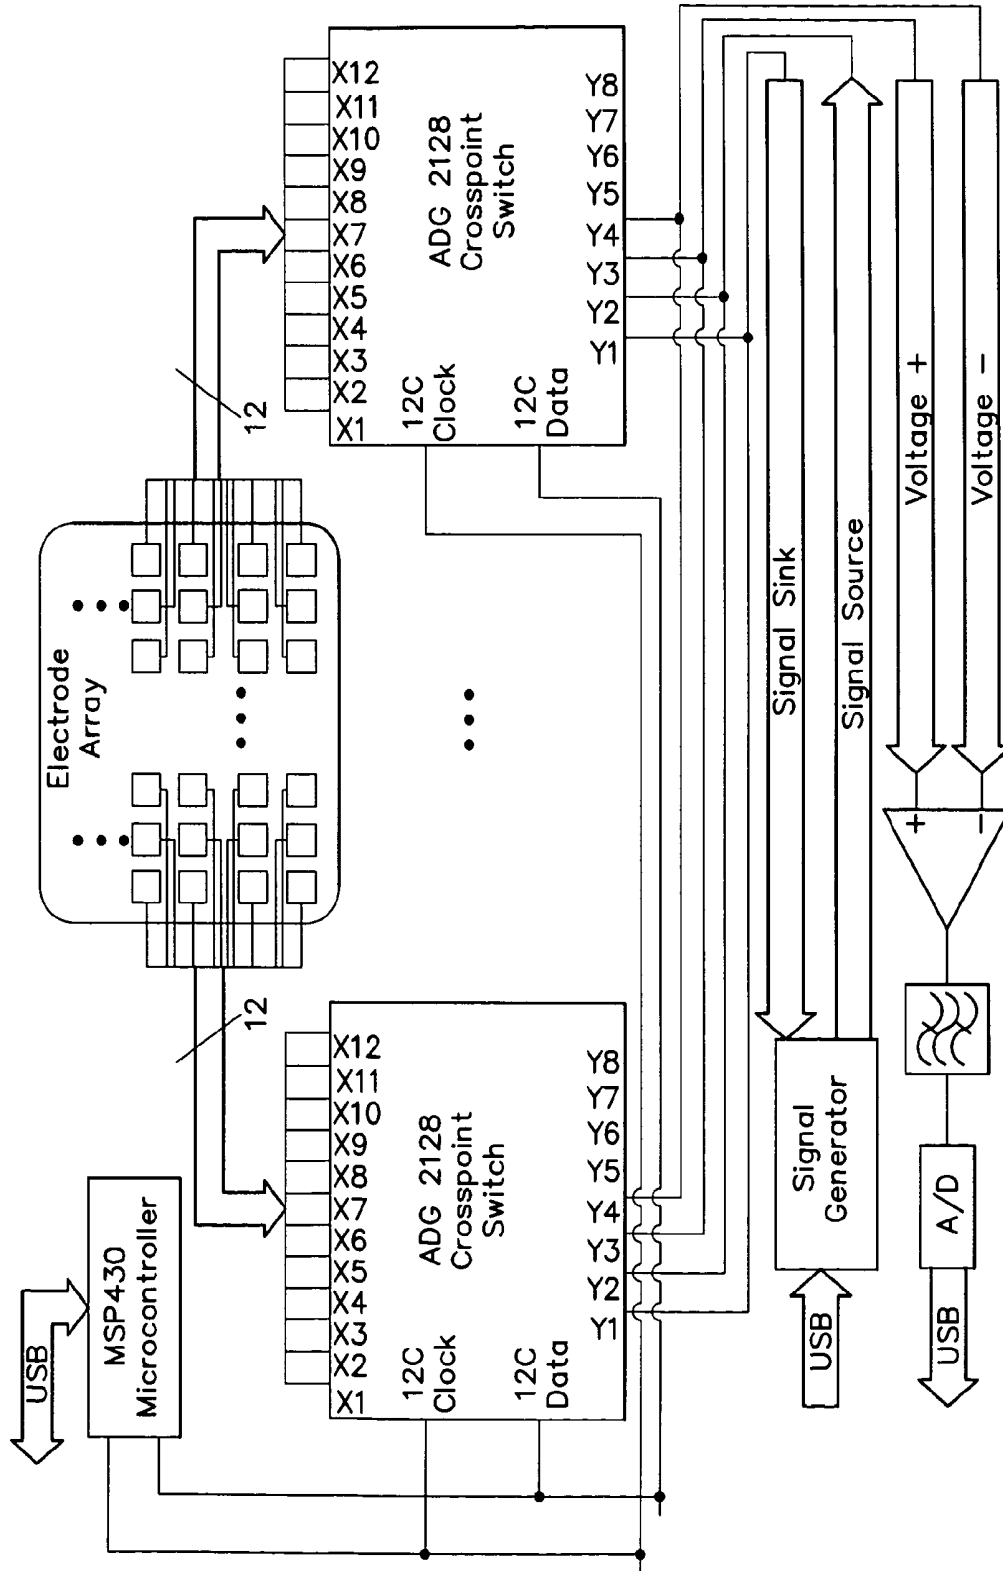 USB
MSP430
Microcontroller
12
X1
X2
X3
X4
X5
X6
X7
X8
X9
X10
X11
X12
12C
Clock
12C
Data
ADG 2128
Crosspoint
Switch
Y1
Y2
Y3
Y4
Y5
Y6
Y7
Y8
Electrode
Array
12
X1
X2
X3
X4
X5
X6
X7
X8
X9
X10
X11
X12
12C
Clock
12C
Data
ADG 2128
Crosspoint
Switch
Y1
Y2
Y3
Y4
Y5
Y6
Y7
Y8
USB
Signal
Generator
Signal Sink
Signal Source
USB
A/D
+
−
Voltage +
Voltage −